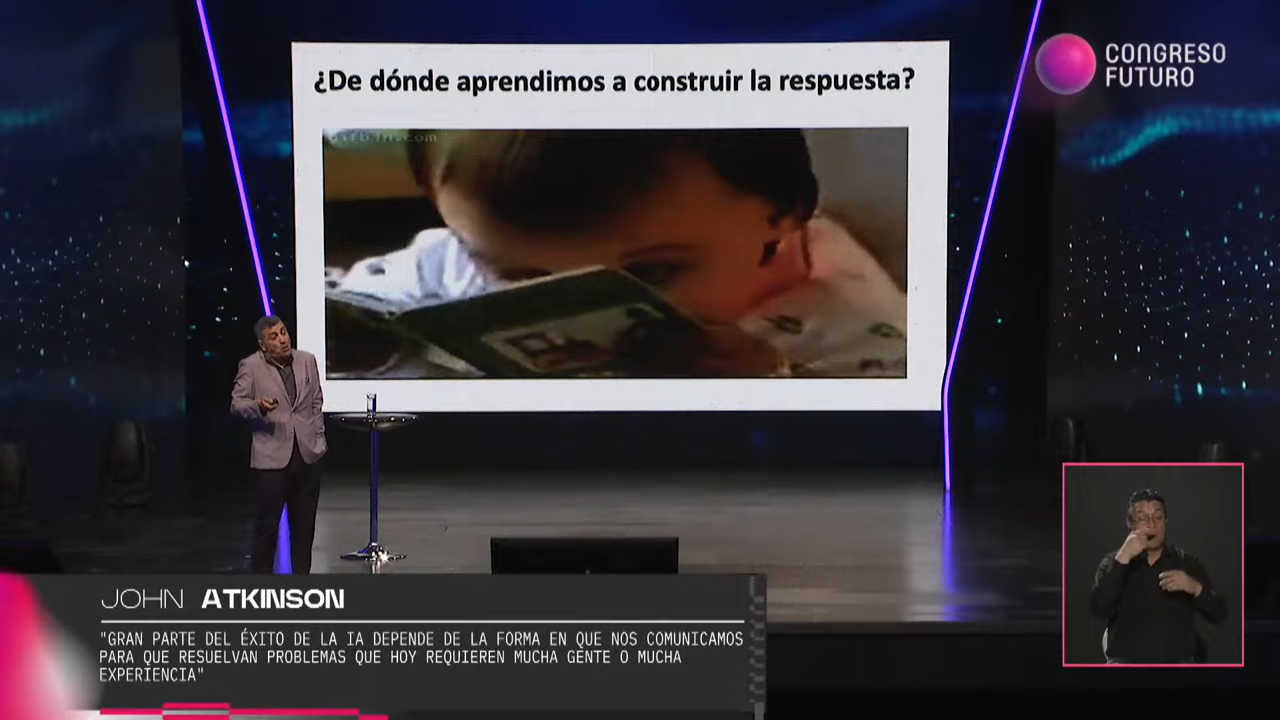 ¿De dónde aprendimos a construir la respuesta?
CONGRESO
FUTURO
JOHN ATKINSON
"GRAN PARTE DEL ÉXITO DE LA IA DEPENDE DE LA FORMA EN QUE NOS COMUNICAMOS
PARA QUE RESUELVAN PROBLEMAS QUE HOY REQUIEREN MUCHA GENTE O MUCHA
EXPERIENCIA"